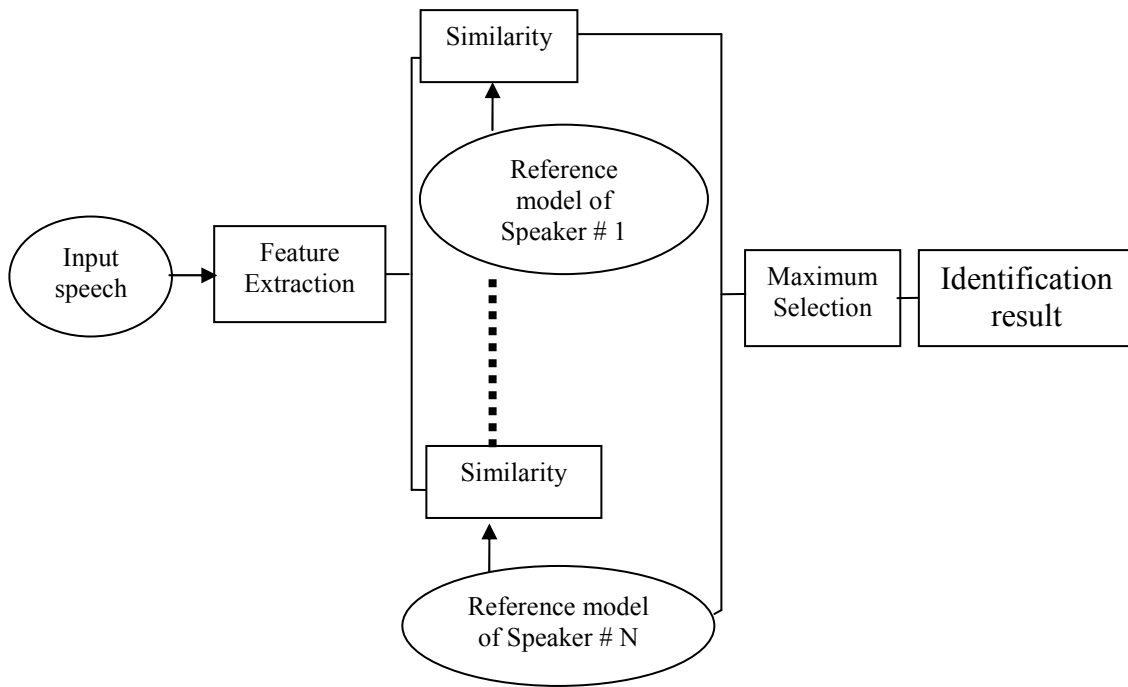 Similarity
Reference
model of
Speaker # 1
Input
speech
Feature
Extraction
Maximum
Selection
Identification
result
Similarity
Reference model
of Speaker # N